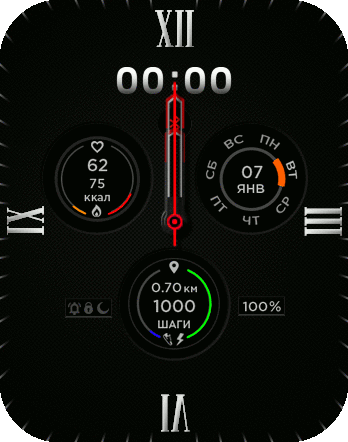 XII
00:00
62
75
ккал
ПН
ВТ
СР
ЧТ
ПТ
СБ
ВС
07
ЯНВ
IX
III
0.70 км
1000
ШАГИ
100%
VI